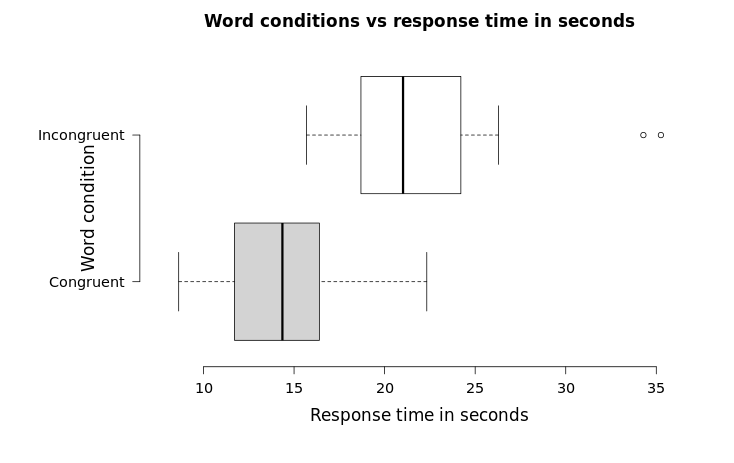 Word conditions vs response time in seconds
Incongruent
Word condition
Congruent
10 15 20 25 30 35
Response time in seconds